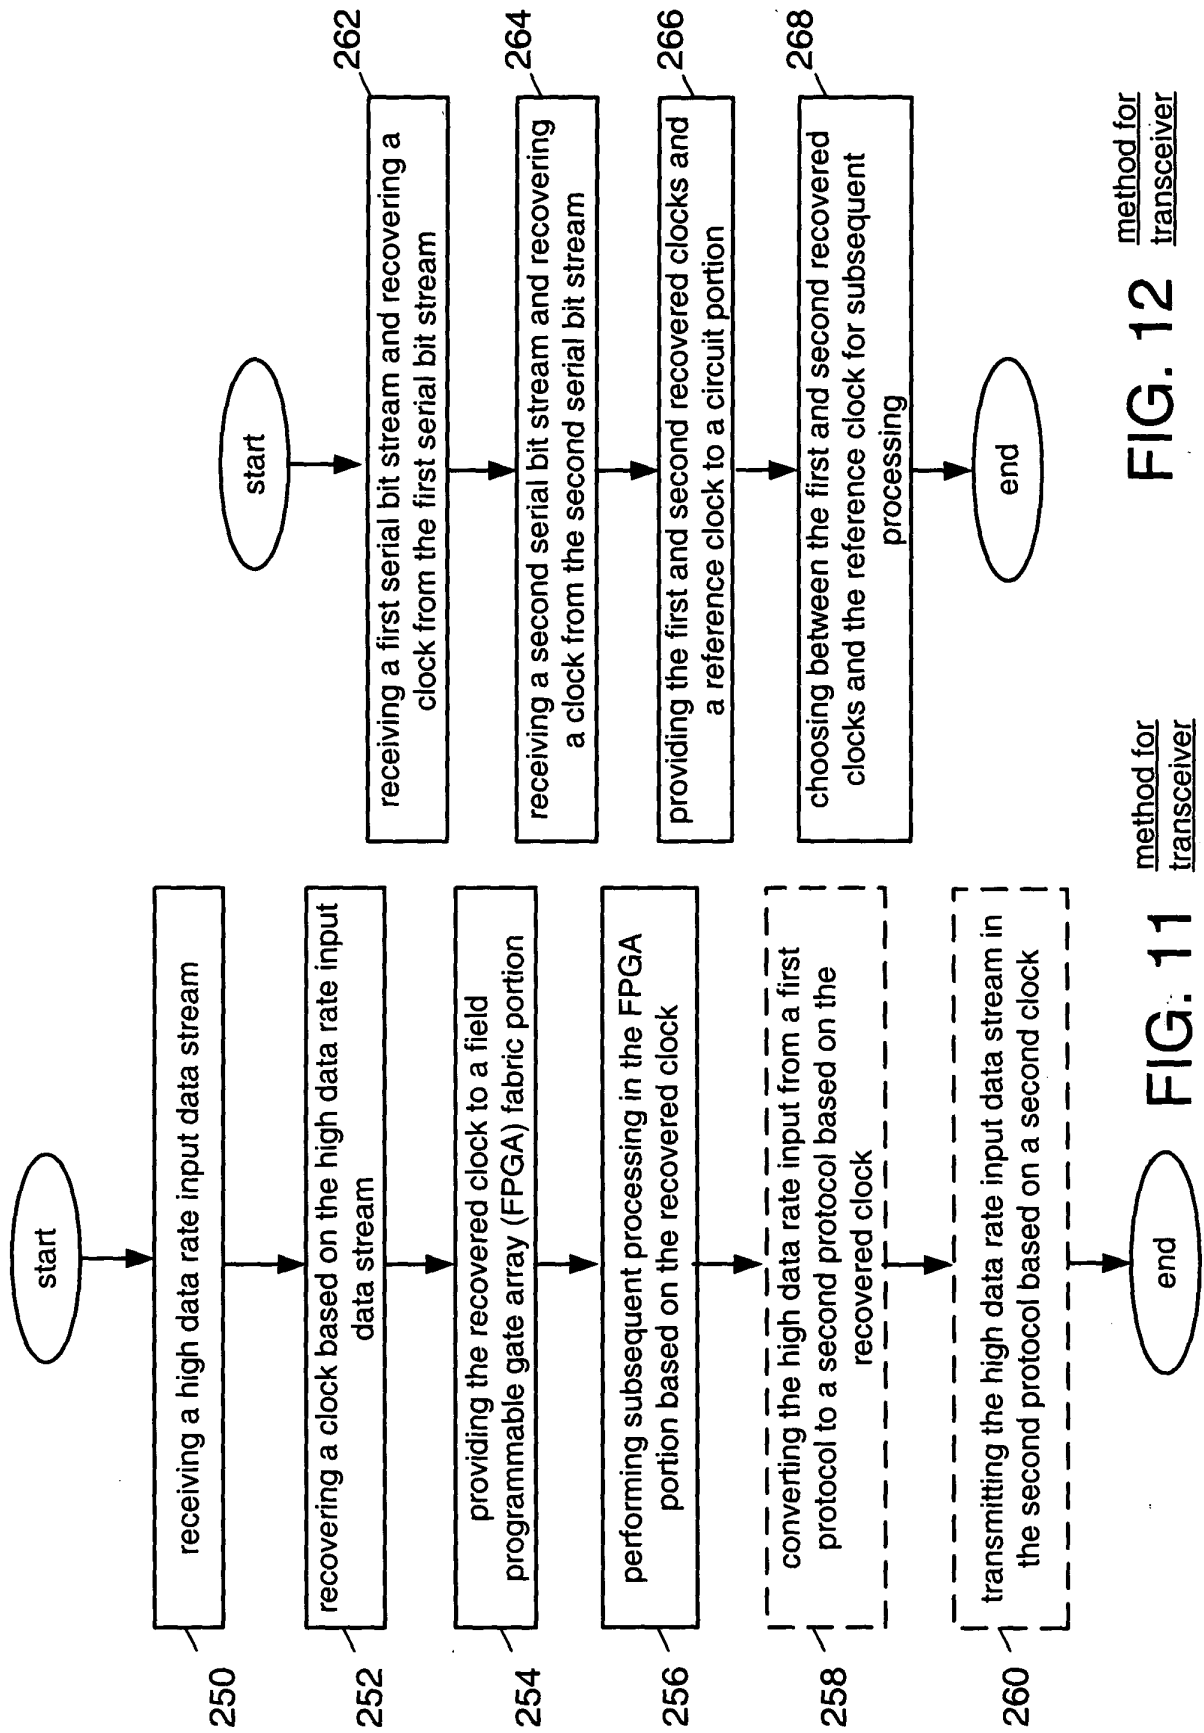 start
250
receiving a high data rate input data stream
252
recovering a clock based on the high data rate input
data stream
254
providing the recovered clock to a field
programmable gate array (FPGA) fabric portion
256
performing subsequent processing in the FPGA
portion based on the recovered clock
258
converting the high data rate input from a first
protocol to a second protocol based on the
recovered clock
260
transmitting the high data rate input data stream in
the second protocol based on a second clock
end
FIG. 11
method for
transceiver
start
262
receiving a first serial bit stream and recovering a
clock from the first serial bit stream
264
receiving a second serial bit stream and recovering
a clock from the second serial bit stream
266
providing the first and second recovered clocks and
a reference clock to a circuit portion
268
choosing between the first and second recovered
clocks and the reference clock for subsequent
processing
end
FIG. 12
method for
transceiver